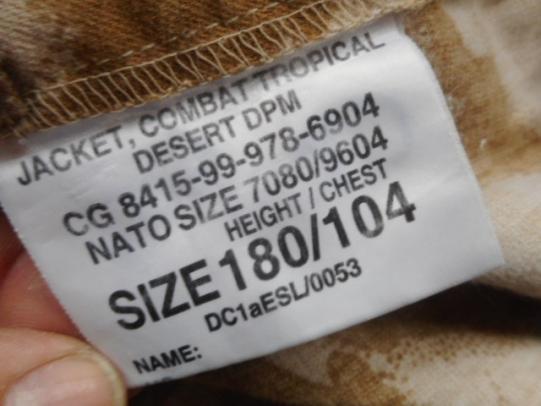 JACKET, COMBAT TROPICAL
DESERT DPM
CG 8415-99-978-6904
NATO SIZE 7080/9604
HEIGHT / CHEST
SIZE 180/104
DC1aESL/0053
NAME: